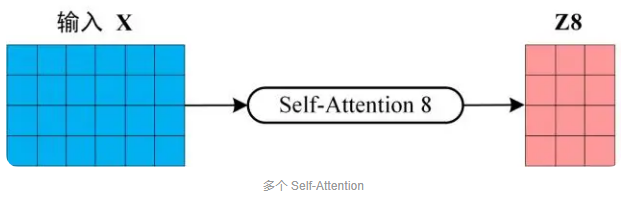 输入 X
Z8
Self-Attention 8
多个 Self-Attention